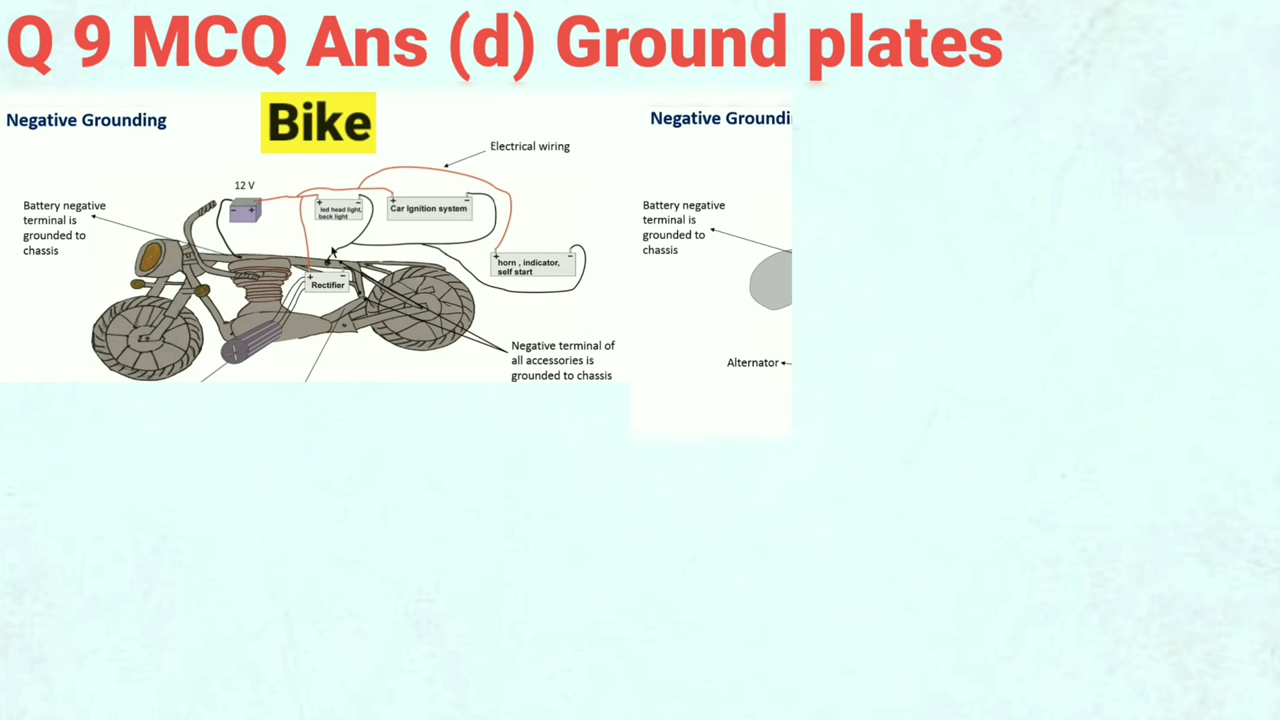 Q 9 MCQ Ans (d) Ground plates
Negative Grounding
Bike
Electrical wiring
12 V
- +
Battery negative
terminal is
grounded to
chassis
+ -
led head light,
back light
+ -
Car Ignition system
+ -
horn , indicator,
self start
+ -
Rectifier
Negative terminal of
all accessories is
grounded to chassis
Negative Groundi
Battery negative
terminal is
grounded to
chassis
Alternator